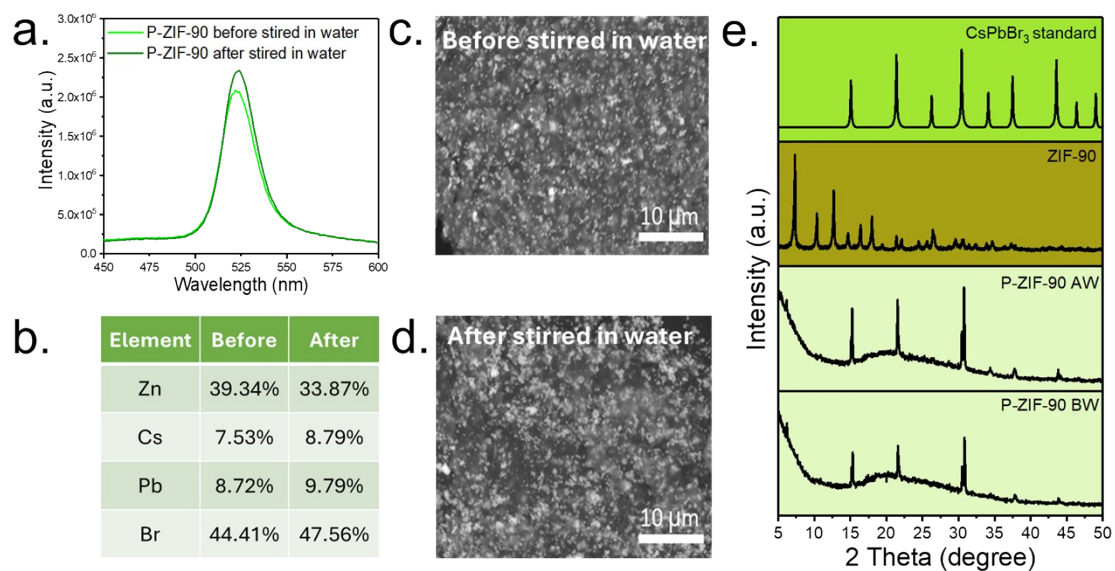 a.
3.0x10⁶
2.5x10⁶
2.0x10⁶
1.5x10⁶
1.0x10⁶
5.0x10⁵
0.0
Intensity (a.u.)
P-ZIF-90 before stired in water
P-ZIF-90 after stired in water
450 475 500 525 550 575 600
Wavelength (nm)
b.
Element Before After
Zn 39.34% 33.87%
Cs 7.53% 8.79%
Pb 8.72% 9.79%
Br 44.41% 47.56%
c.
Before stirred in water
10 µm
d.
After stirred in water
10 µm
e.
Intensity (a.u.)
CsPbBr₃ standard
ZIF-90
P-ZIF-90 AW
P-ZIF-90 BW
5 10 15 20 25 30 35 40 45 50
2 Theta (degree)